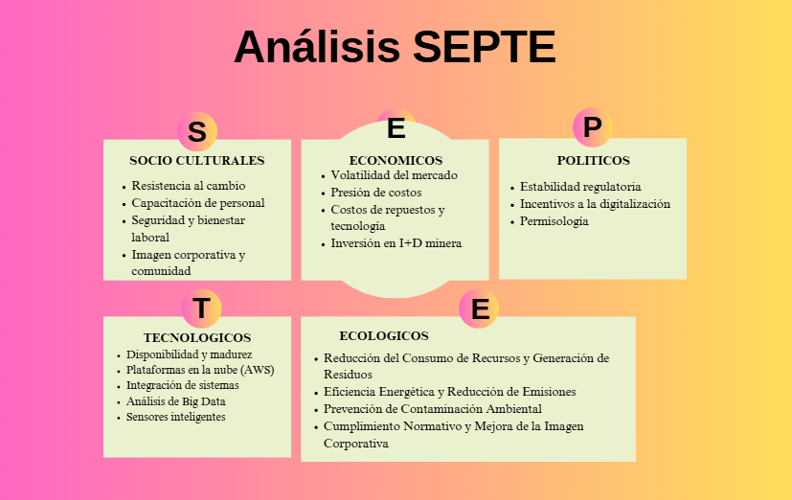 Análisis SEPTE
S
SOCIO CULTURALES
• Resistencia al cambio
• Capacitación de personal
• Seguridad y bienestar
laboral
• Imagen corporativa y
comunidad
E
ECONOMICOS
• Volatilidad del mercado
• Presión de costos
• Costos de repuestos y
tecnología
• Inversión en I+D minera
P
POLITICOS
• Estabilidad regulatoria
• Incentivos a la digitalización
• Permisología
T
TECNOLOGICOS
• Disponibilidad y madurez
• Plataformas en la nube (AWS)
• Integración de sistemas
• Análisis de Big Data
• Sensores inteligentes
E
ECOLOGICOS
• Reducción del Consumo de Recursos y Generación de
Residuos
• Eficiencia Energética y Reducción de Emisiones
• Prevención de Contaminación Ambiental
• Cumplimiento Normativo y Mejora de la Imagen
Corporativa